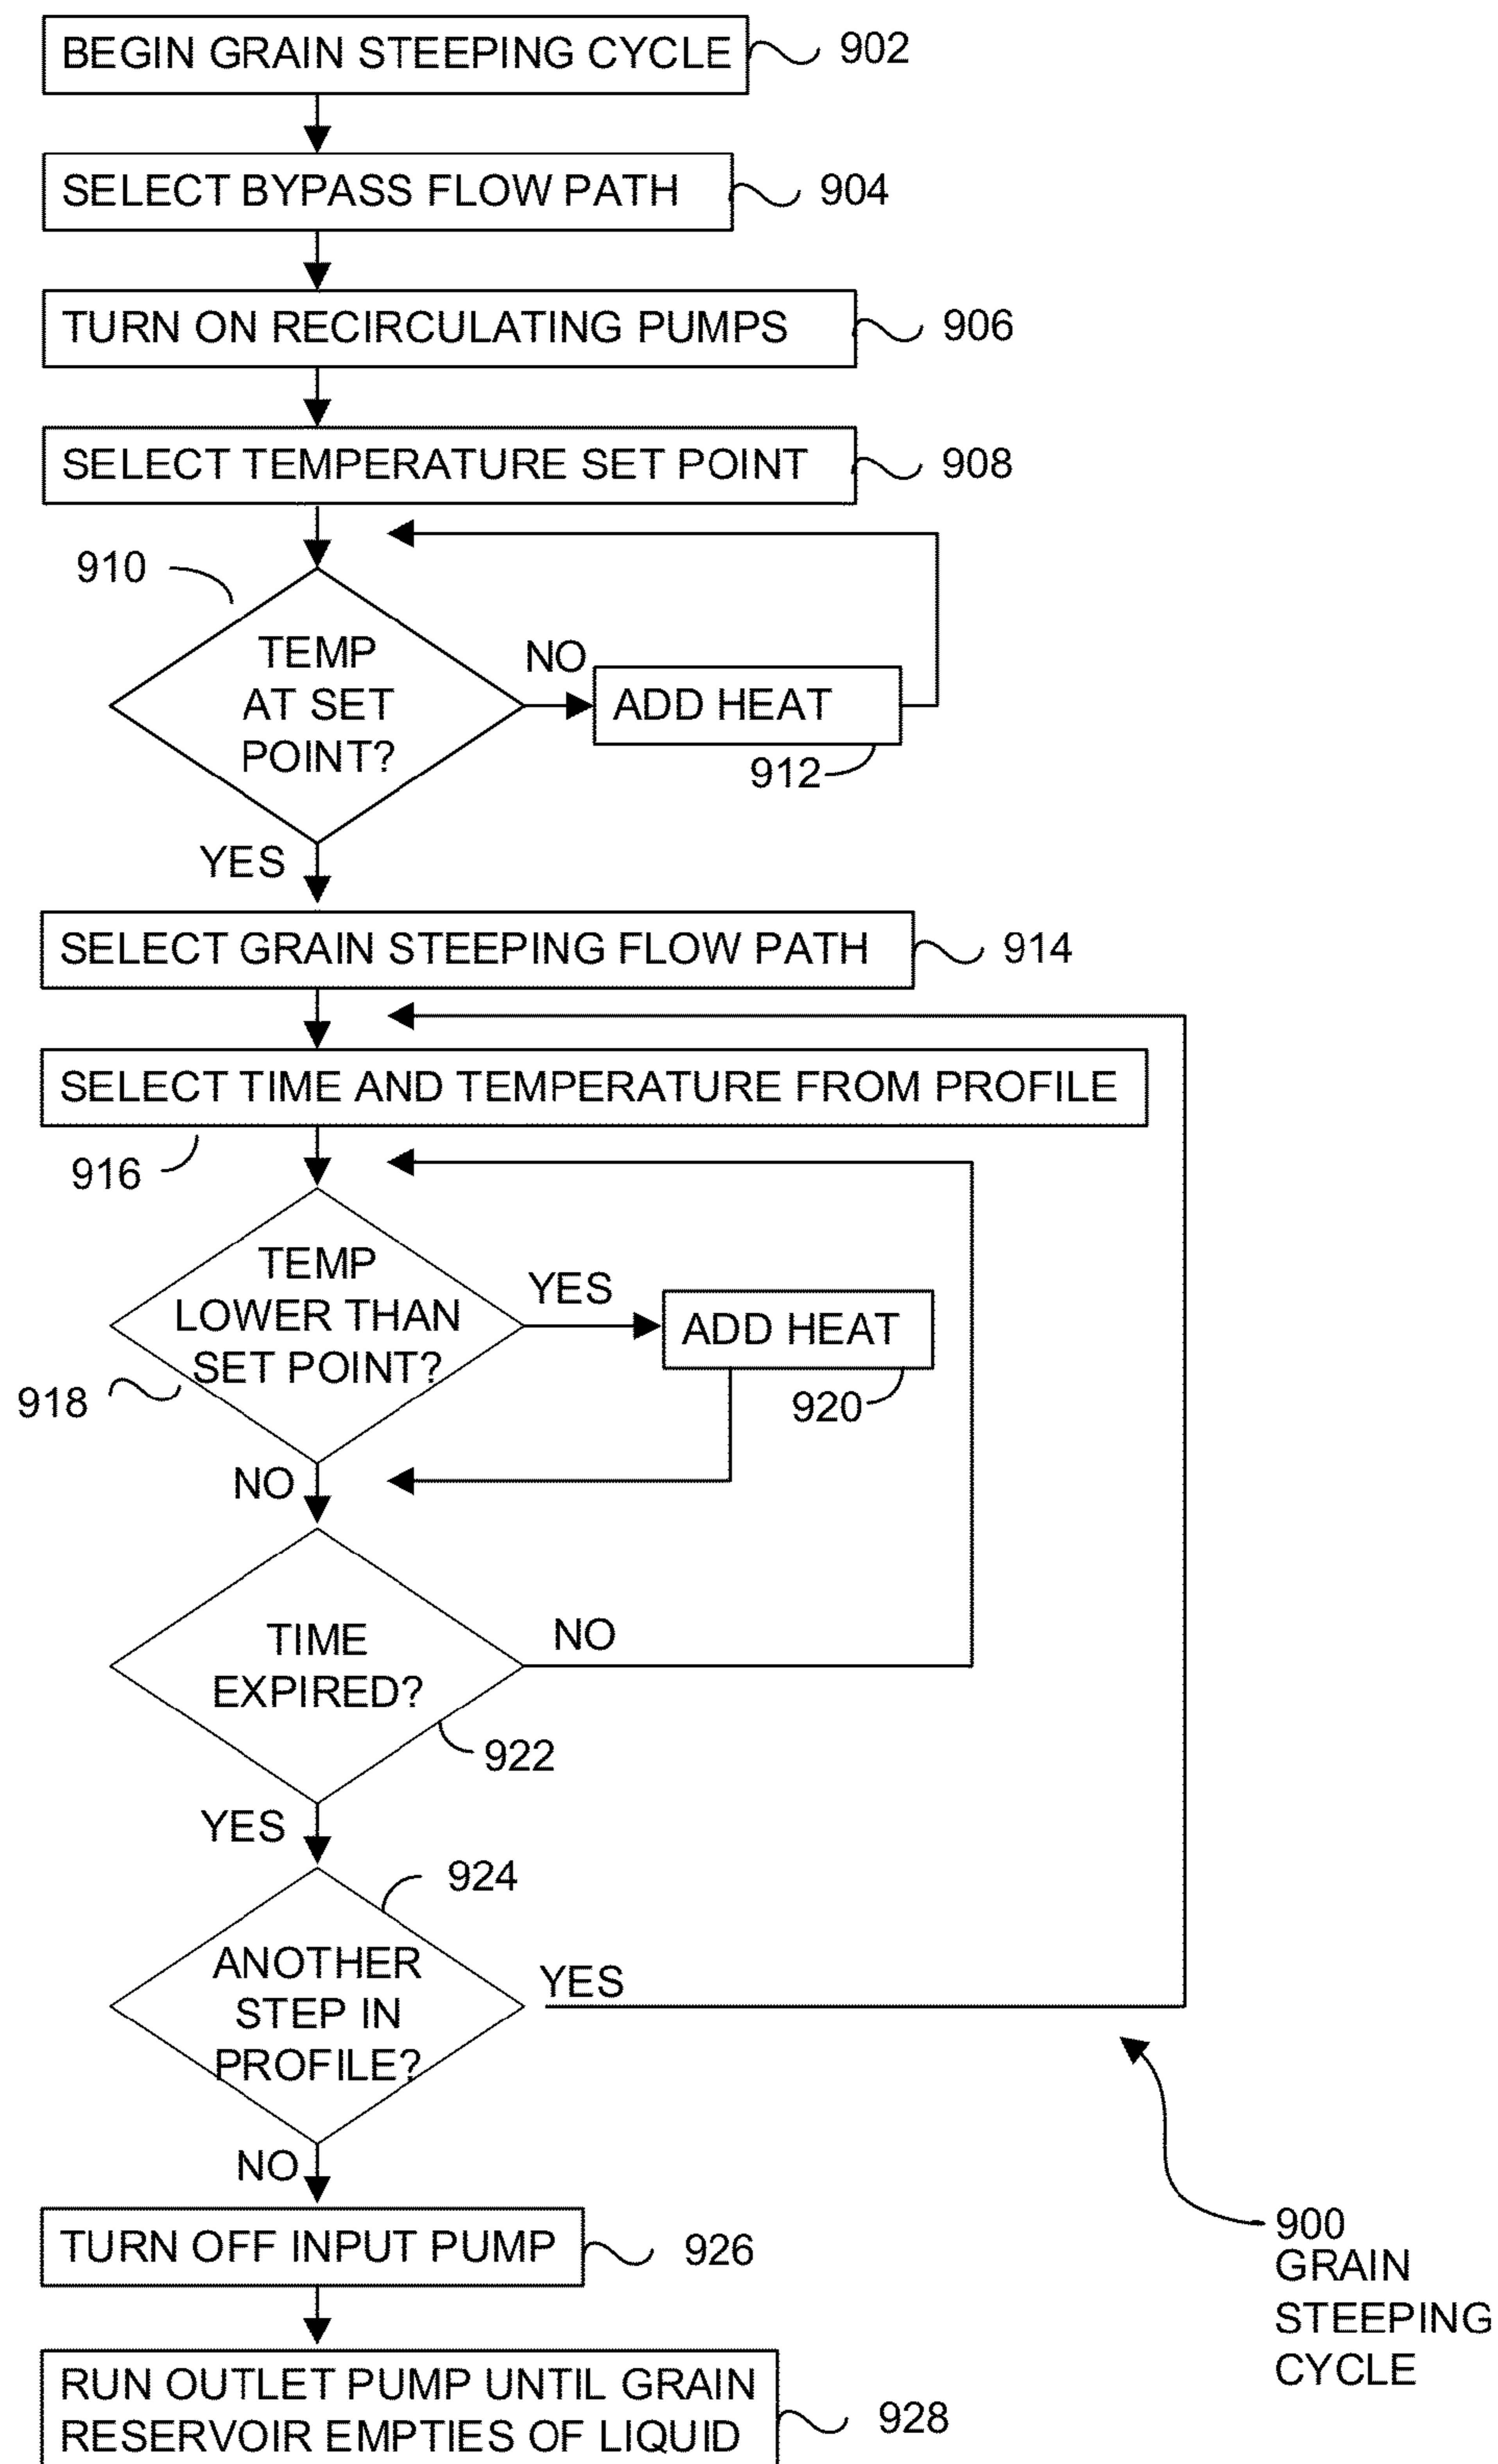 BEGIN GRAIN STEEPING CYCLE
902
SELECT BYPASS FLOW PATH
904
TURN ON RECIRCULATING PUMPS
906
SELECT TEMPERATURE SET POINT
908
910
TEMP
AT SET
POINT?
NO
ADD HEAT
912
YES
SELECT GRAIN STEEPING FLOW PATH
914
SELECT TIME AND TEMPERATURE FROM PROFILE
916
TEMP
LOWER THAN
SET POINT?
YES
ADD HEAT
918
920
NO
TIME
EXPIRED?
NO
922
YES
924
ANOTHER
STEP IN
PROFILE?
YES
NO
TURN OFF INPUT PUMP
926
900
GRAIN
STEEPING
CYCLE
RUN OUTLET PUMP UNTIL GRAIN
RESERVOIR EMPTIES OF LIQUID
928